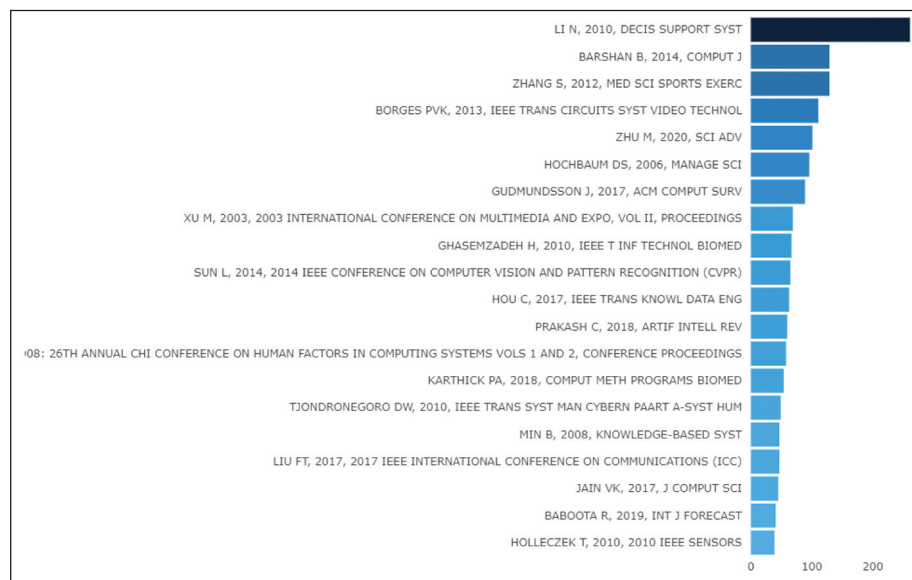 LI N, 2010, DECIS SUPPORT SYST
BARSHAN B, 2014, COMPUT J
ZHANG S, 2012, MED SCI SPORTS EXERC
BORGES PVK, 2013, IEEE TRANS CIRCUITS SYST VIDEO TECHNOL
ZHU M, 2020, SCI ADV
HOCHBAUM DS, 2006, MANAGE SCI
GUDMUNDSSON J, 2017, ACM COMPUT SURV
XU M, 2003, 2003 INTERNATIONAL CONFERENCE ON MULTIMEDIA AND EXPO, VOL II, PROCEEDINGS
GHASEMZADEH H, 2010, IEEE T INF TECHNOL BIOMED
SUN L, 2014, 2014 IEEE CONFERENCE ON COMPUTER VISION AND PATTERN RECOGNITION (CVPR)
HOU C, 2017, IEEE TRANS KNOWL DATA ENG
PRAKASH C, 2018, ARTIF INTELL REV
08: 26TH ANNUAL CHI CONFERENCE ON HUMAN FACTORS IN COMPUTING SYSTEMS VOLS 1 AND 2, CONFERENCE PROCEEDINGS
KARTHICK PA, 2018, COMPUT METH PROGRAMS BIOMED
TJONDRONEGORO DW, 2010, IEEE TRANS SYST MAN CYBERN PAART A-SYST HUM
MIN B, 2008, KNOWLEDGE-BASED SYST
LIU FT, 2017, 2017 IEEE INTERNATIONAL CONFERENCE ON COMMUNICATIONS (ICC)
JAIN VK, 2017, J COMPUT SCI
BABOOTA R, 2019, INT J FORECAST
HOLLECZEK T, 2010, 2010 IEEE SENSORS
0 100 200